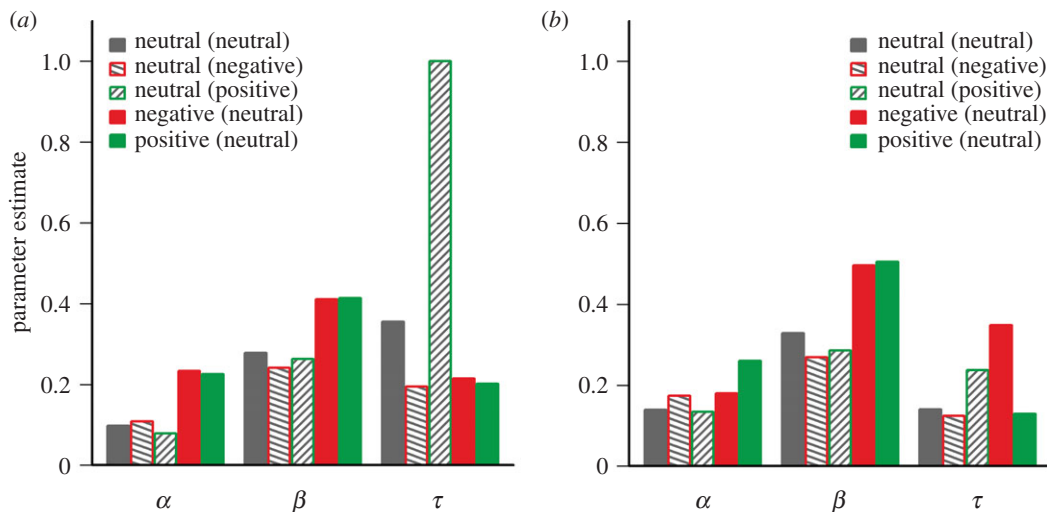 (a)
neutral (neutral)
neutral (negative)
neutral (positive)
negative (neutral)
positive (neutral)
parameter estimate
1.0
0.8
0.6
0.4
0.2
0
α
β
τ
(b)
neutral (neutral)
neutral (negative)
neutral (positive)
negative (neutral)
positive (neutral)
1.0
0.8
0.6
0.4
0.2
0
α
β
τ